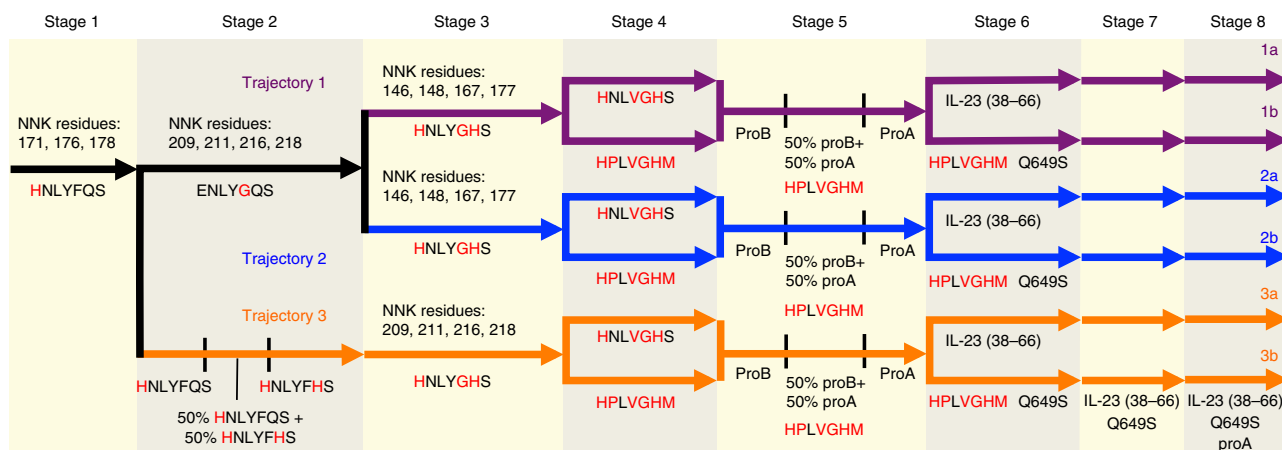 Stage 1
Stage 2
Stage 3
Stage 4
Stage 5
Stage 6
Stage 7
Stage 8
NNK residues:
171, 176, 178
HNLYFQS
Trajectory 1
NNK residues:
209, 211, 216, 218
ENLYGQS
NNK residues:
146, 148, 167, 177
HNLYGHS
HNLVGHS
HPLVGHM
ProB
50% proB+
50% proA
HPLVGHM
ProA
IL-23 (38–66)
HPLVGHM Q649S
1a
1b
Trajectory 2
NNK residues:
146, 148, 167, 177
HNLYGHS
HNLVGHS
HPLVGHM
ProB
50% proB+
50% proA
HPLVGHM
ProA
IL-23 (38–66)
HPLVGHM Q649S
2a
2b
Trajectory 3
HNLYFQS
HNLYFHS
50% HNLYFQS +
50% HNLYFHS
NNK residues:
209, 211, 216, 218
HNLYGHS
HNLVGHS
HPLVGHM
ProB
50% proB+
50% proA
HPLVGHM
ProA
IL-23 (38–66)
HPLVGHM Q649S
3a
3b
IL-23 (38–66)
Q649S
IL-23 (38–66)
Q649S
proA